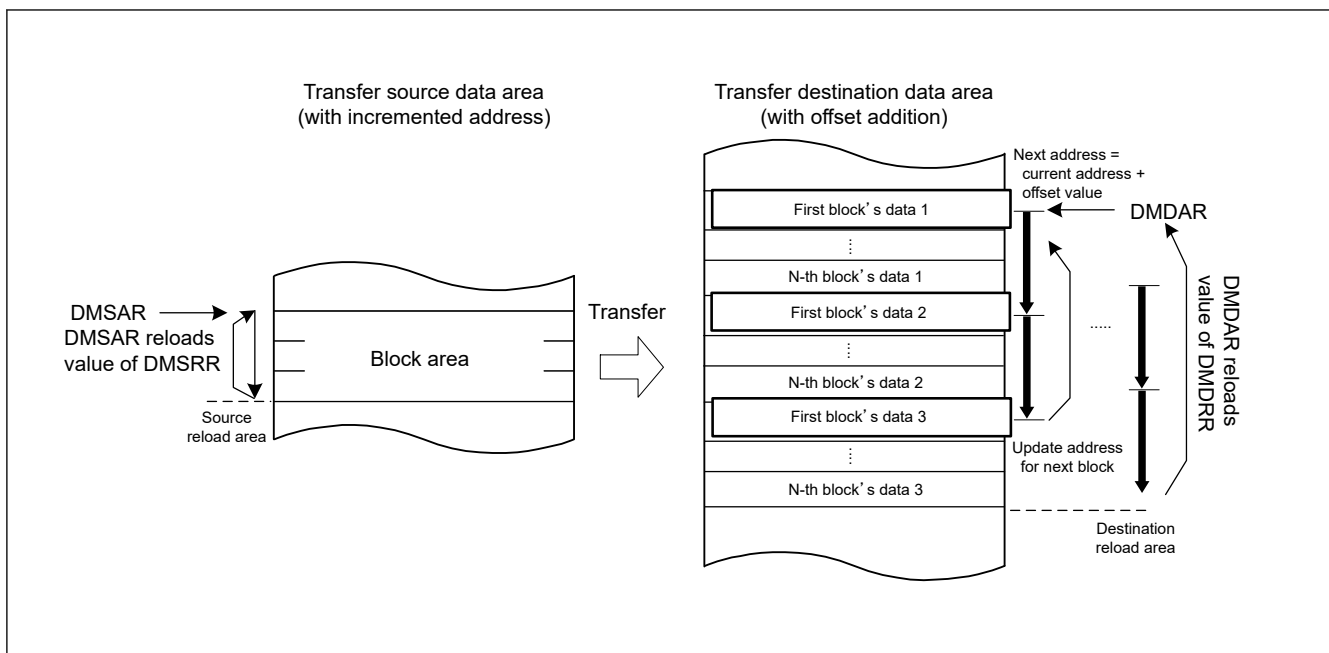 Transfer source data area
(with incremented address)
Transfer destination data area
(with offset addition)
DMSAR
DMSAR reloads
value of DMSRR
Source
reload area
Block area
Transfer
First block’s data 1
N-th block’s data 1
First block’s data 2
N-th block’s data 2
First block’s data 3
N-th block’s data 3
Next address =
current address +
offset value
DMDAR
.....
Update address
for next block
DMDAR reloads
value of DMDRR
Destination
reload area